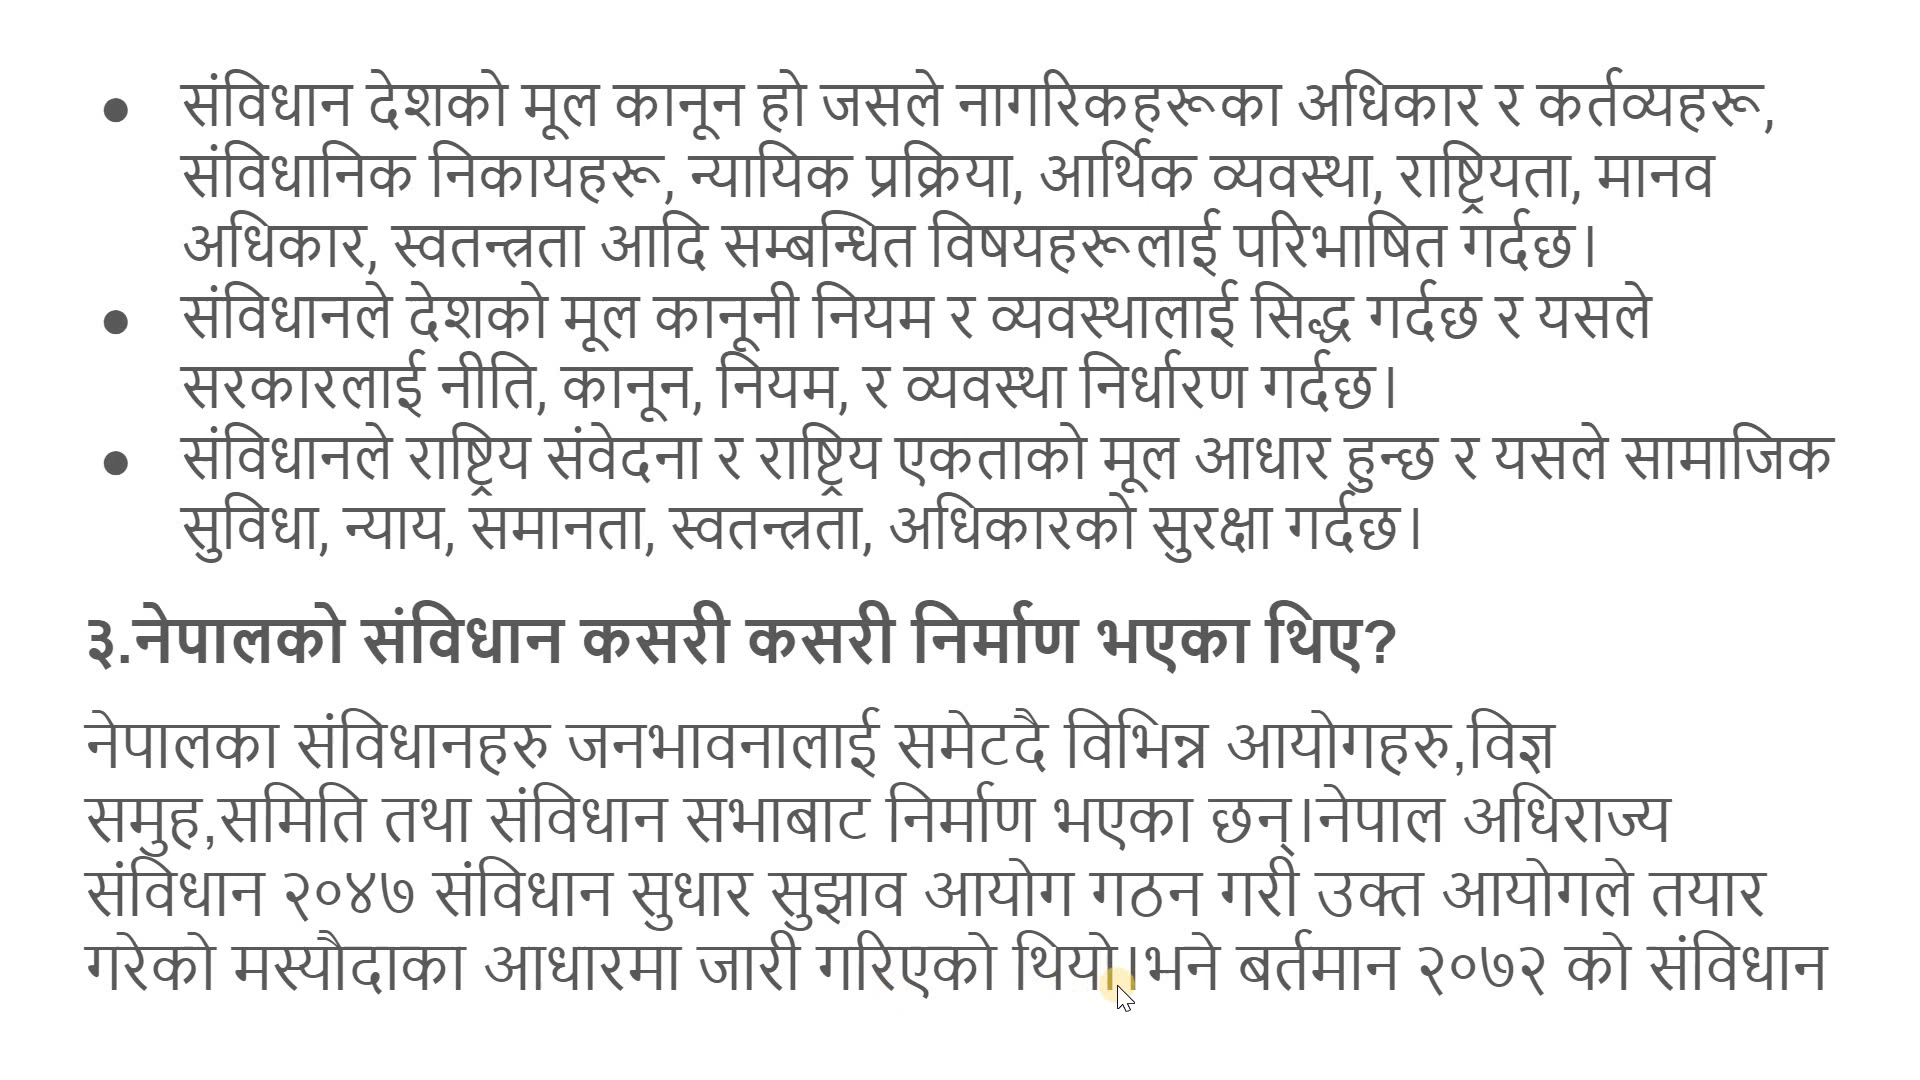 ● संविधान देशको मूल कानून हो जसले नागरिकहरूका अधिकार र कर्तव्यहरू,
संविधानिक निकायहरू, न्यायिक प्रक्रिया, आर्थिक व्यवस्था, राष्ट्रियता, मानव
अधिकार, स्वतन्त्रता आदि सम्बन्धित विषयहरूलाई परिभाषित गर्दछ।
● संविधानले देशको मूल कानूनी नियम र व्यवस्थालाई सिद्ध गर्दछ र यसले
सरकारलाई नीति, कानून, नियम, र व्यवस्था निर्धारण गर्दछ।
● संविधानले राष्ट्रिय संवेदना र राष्ट्रिय एकताको मूल आधार हुन्छ र यसले सामाजिक
सुविधा, न्याय, समानता, स्वतन्त्रता, अधिकारको सुरक्षा गर्दछ।
३.नेपालको संविधान कसरी कसरी निर्माण भएका थिए?
नेपालका संविधानहरु जनभावनालाई समेटदै विभिन्न आयोगहरु,विज्ञ
समुह,समिति तथा संविधान सभाबाट निर्माण भएका छन्।नेपाल अधिराज्य
संविधान २०४७ संविधान सुधार सुझाव आयोग गठन गरी उक्त आयोगले तयार
गरेको मस्यौदाका आधारमा जारी गरिएको थियो।भने बर्तमान २०७२ को संविधान